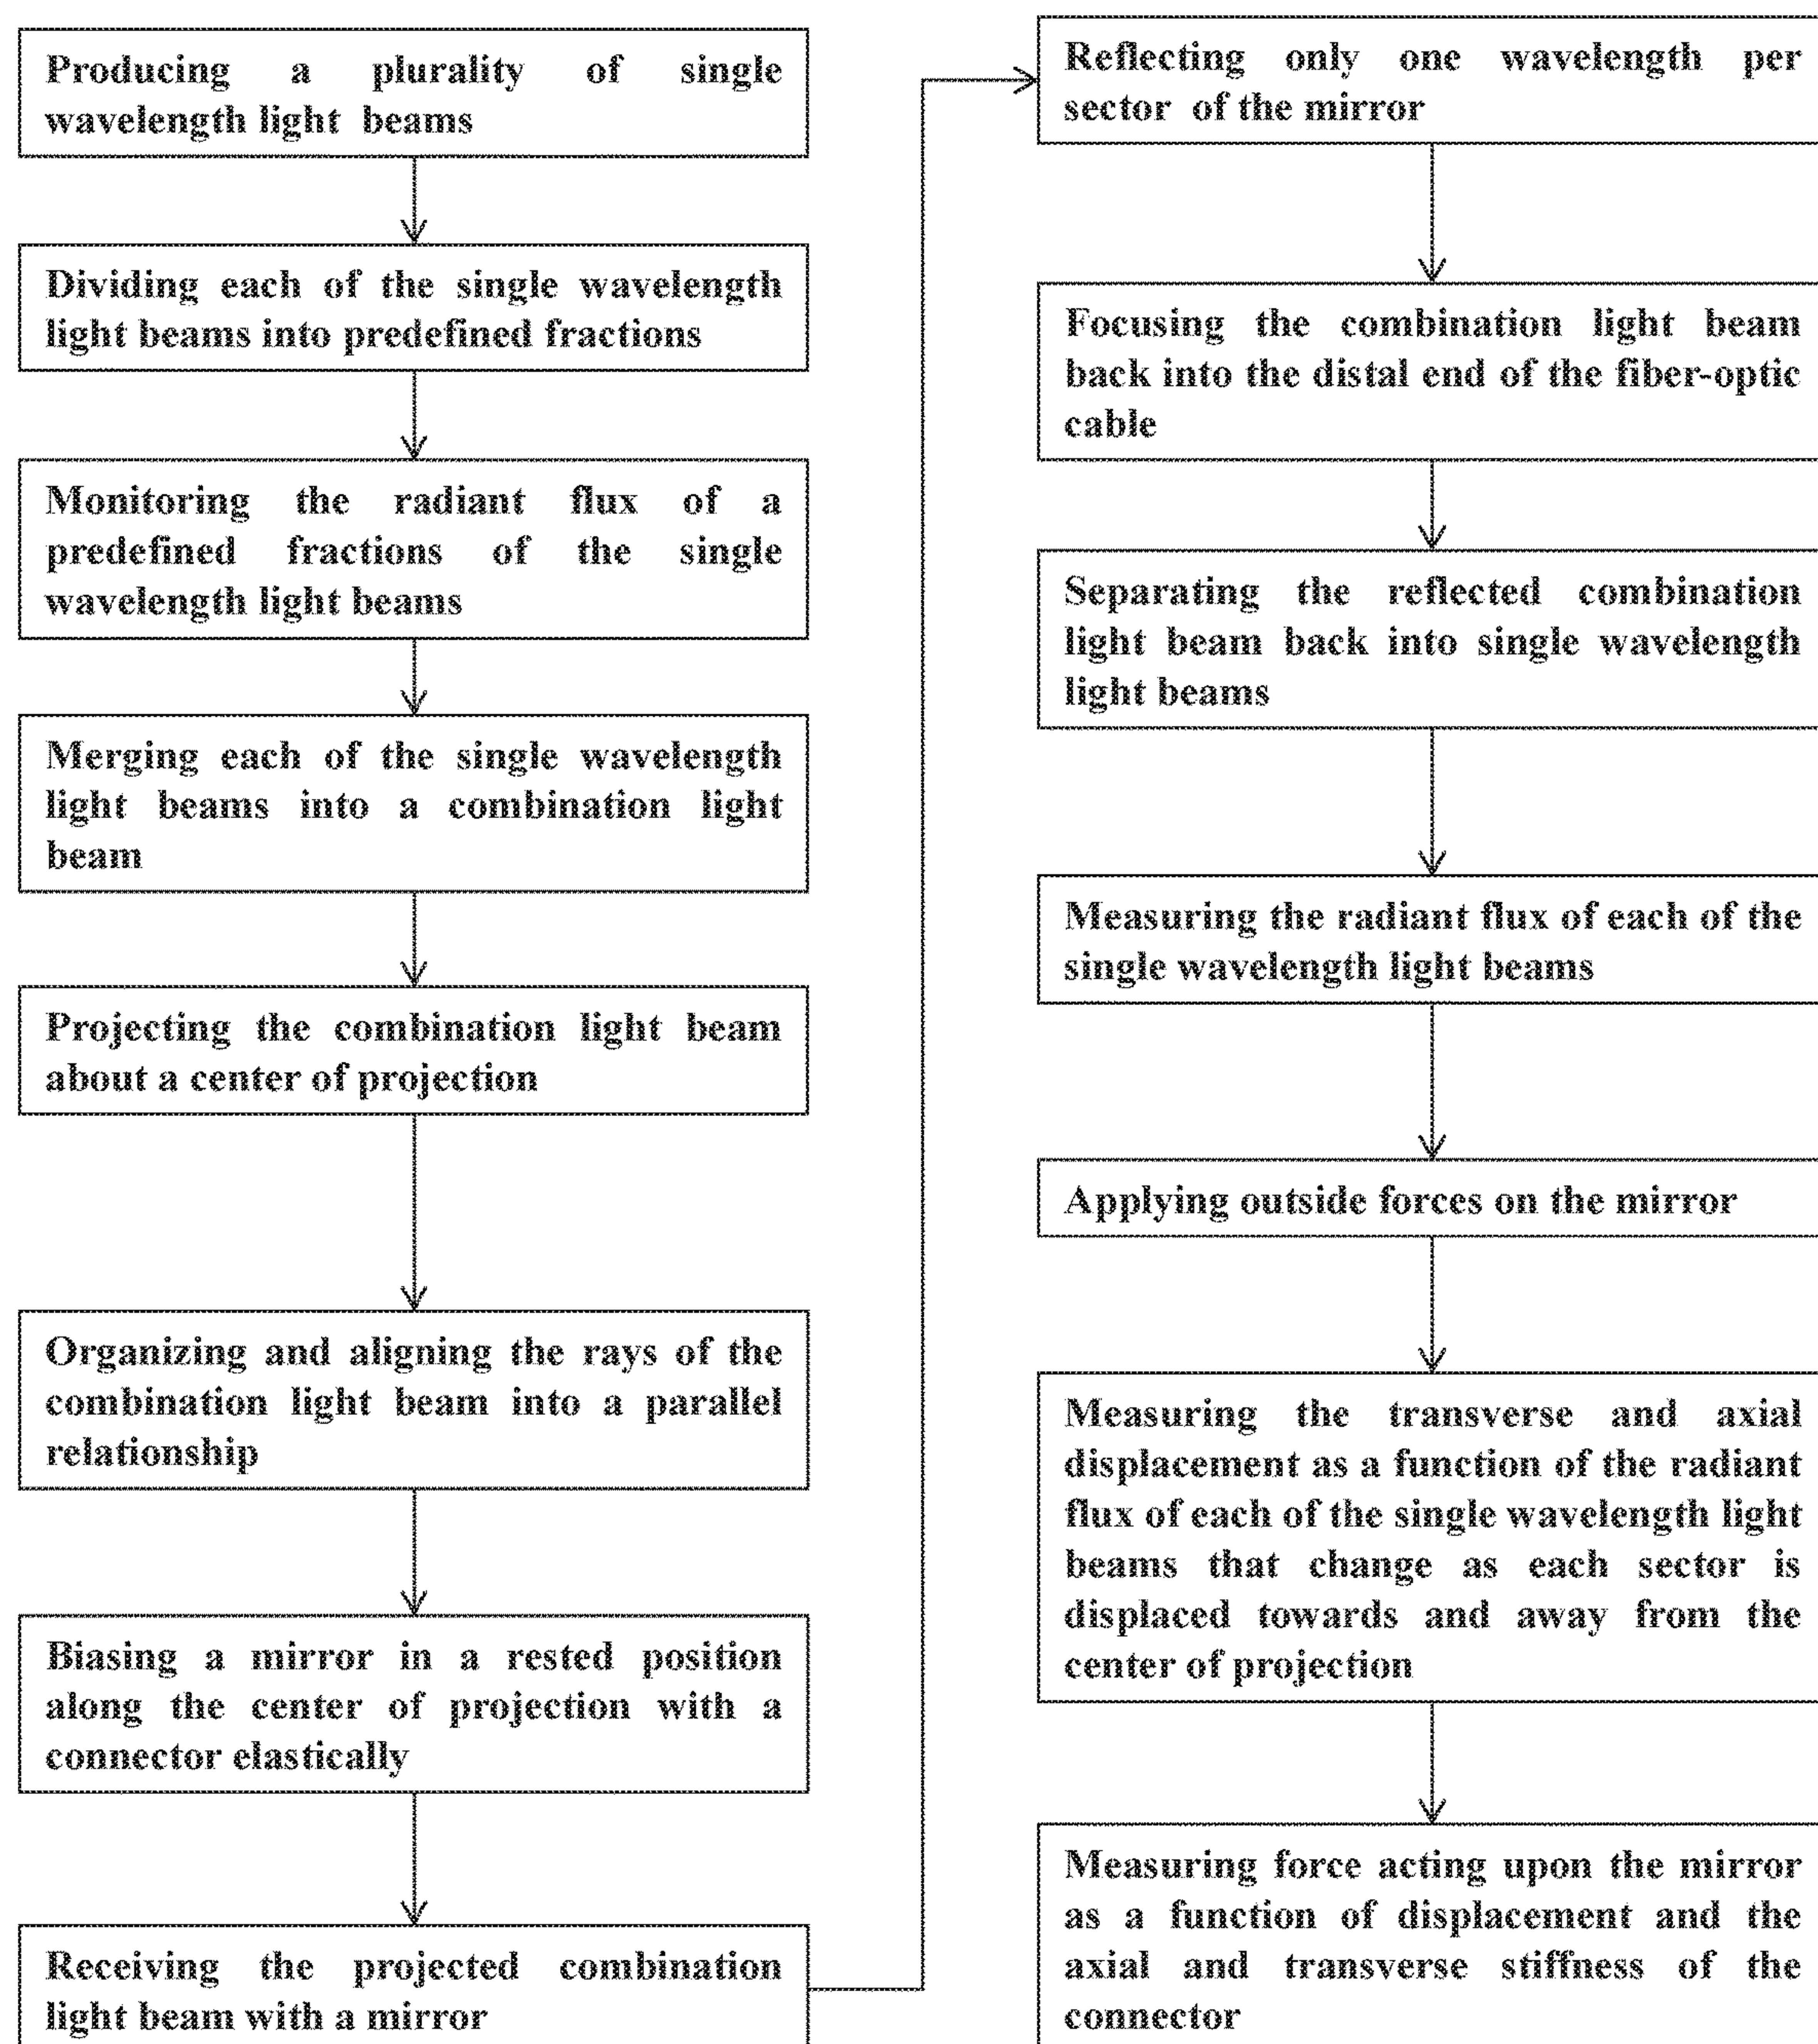 Producing a plurality of single
wavelength light beams
Dividing each of the single wavelength
light beams into predefined fractions
Monitoring the radiant flux of a
predefined fractions of the single
wavelength light beams
Merging each of the single wavelength
light beams into a combination light
beam
Projecting the combination light beam
about a center of projection
Organizing and aligning the rays of the
combination light beam into a parallel
relationship
Biasing a mirror in a rested position
along the center of projection with a
connector elastically
Receiving the projected combination
light beam with a mirror
Reflecting only one wavelength per
sector of the mirror
Focusing the combination light beam
back into the distal end of the fiber-optic
cable
Separating the reflected combination
light beam back into single wavelength
light beams
Measuring the radiant flux of each of the
single wavelength light beams
Applying outside forces on the mirror
Measuring the transverse and axial
displacement as a function of the radiant
flux of each of the single wavelength light
beams that change as each sector is
displaced towards and away from the
center of projection
Measuring force acting upon the mirror
as a function of displacement and the
axial and transverse stiffness of the
connector